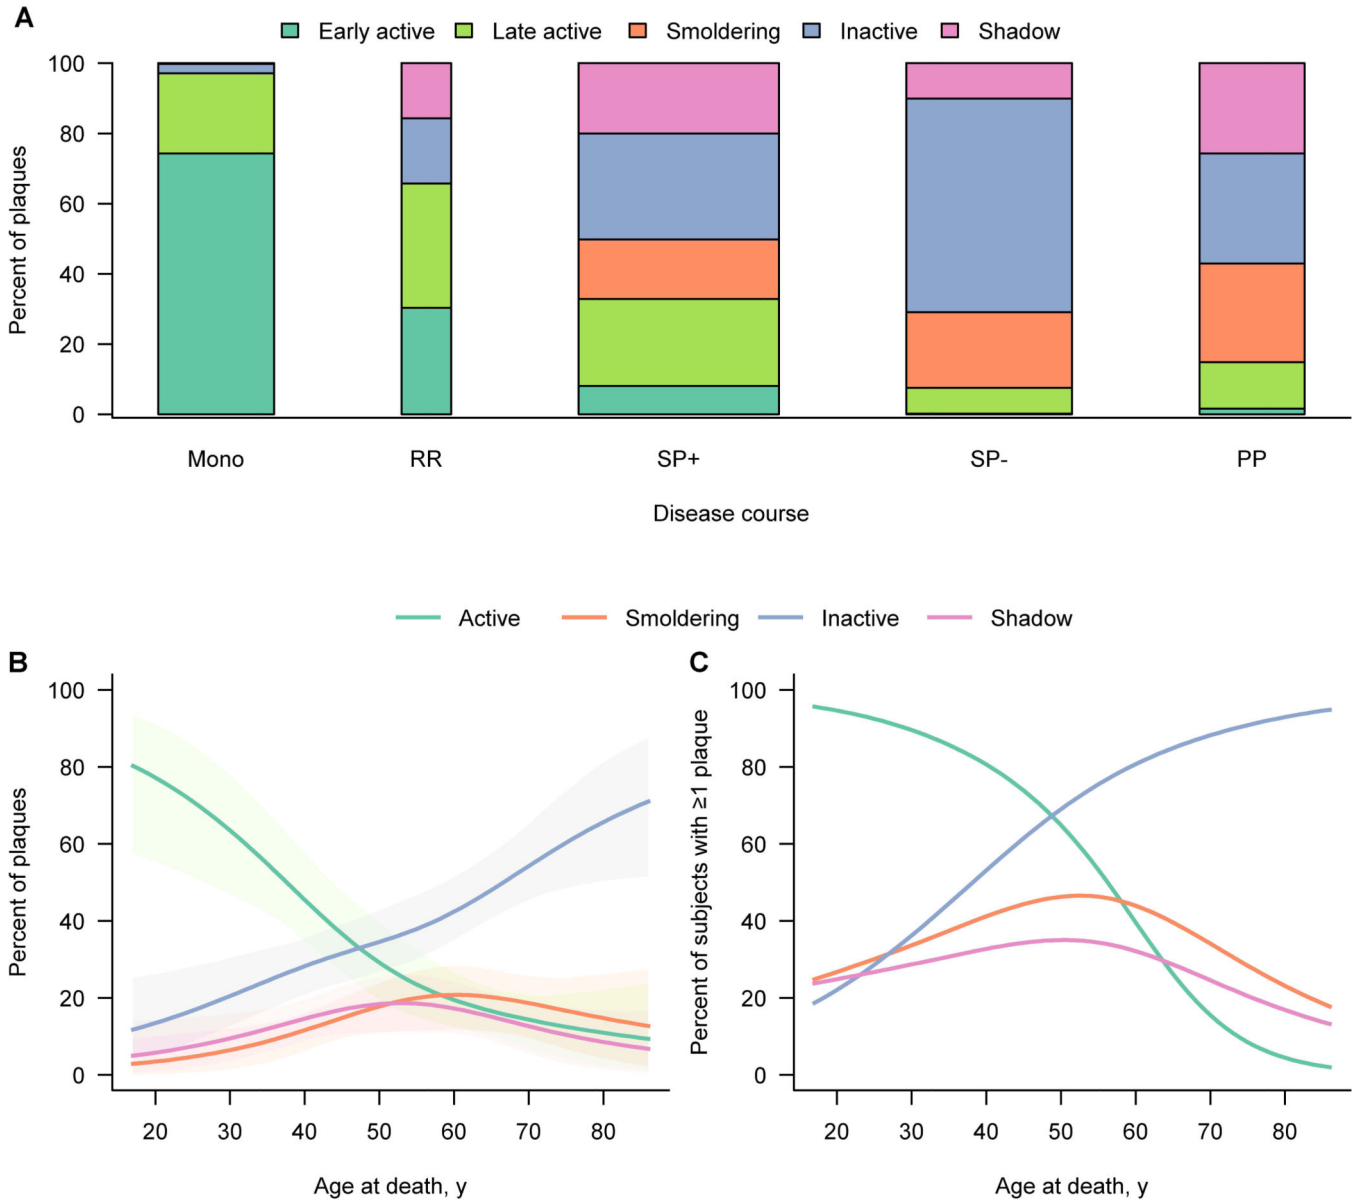 A
Early active Late active Smoldering Inactive Shadow
Percent of plaques
100
80
60
40
20
0
Mono RR SP+ SP- PP
Disease course
Active Smoldering Inactive Shadow
B
Percent of plaques
100
80
60
40
20
0
20 30 40 50 60 70 80
Age at death, y
C
Percent of subjects with ≥1 plaque
100
80
60
40
20
0
20 30 40 50 60 70 80
Age at death, y